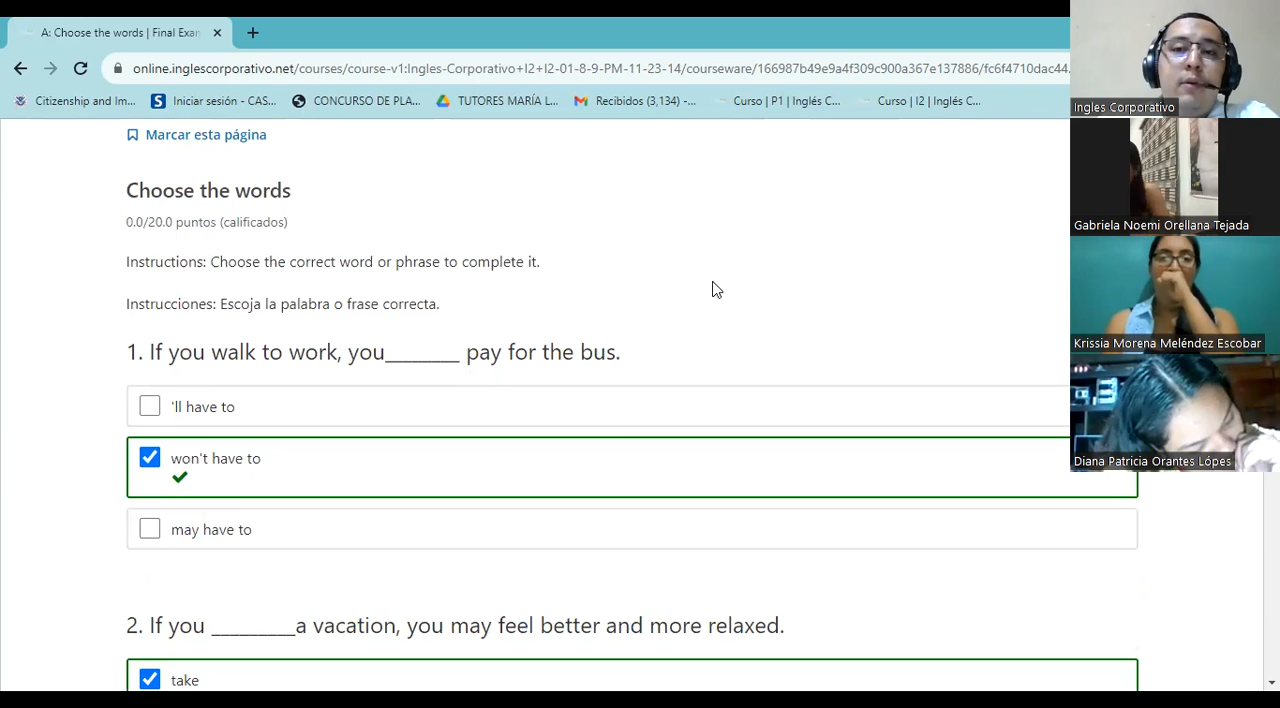 A: Choose the words | Final Exan
online.inglescorporativo.net/courses/course-v1:Ingles-Corporativo+I2+I2-01-8-9-PM-11-23-14/courseware/166987b49e9a4f309c900a367e137886/fc6f4710dac44...
Citizenship and Im... Iniciar sesión - CAS... CONCURSO DE PLA... TUTORES MARÍA L... Recibidos (3,134) -... Curso | P1 | Inglés C... Curso | I2 | Inglés C...
Ingles Corporativo
Marcar esta página
Choose the words
0.0/20.0 puntos (calificados)
Gabriela Noemi Orellana Tejada
Instructions: Choose the correct word or phrase to complete it.
Instrucciones: Escoja la palabra o frase correcta.
Krissia Morena Meléndez Escobar
1. If you walk to work, you________ pay for the bus.
'll have to
won't have to
Diana Patricia Orantes Lópes
may have to
2. If you _________a vacation, you may feel better and more relaxed.
take